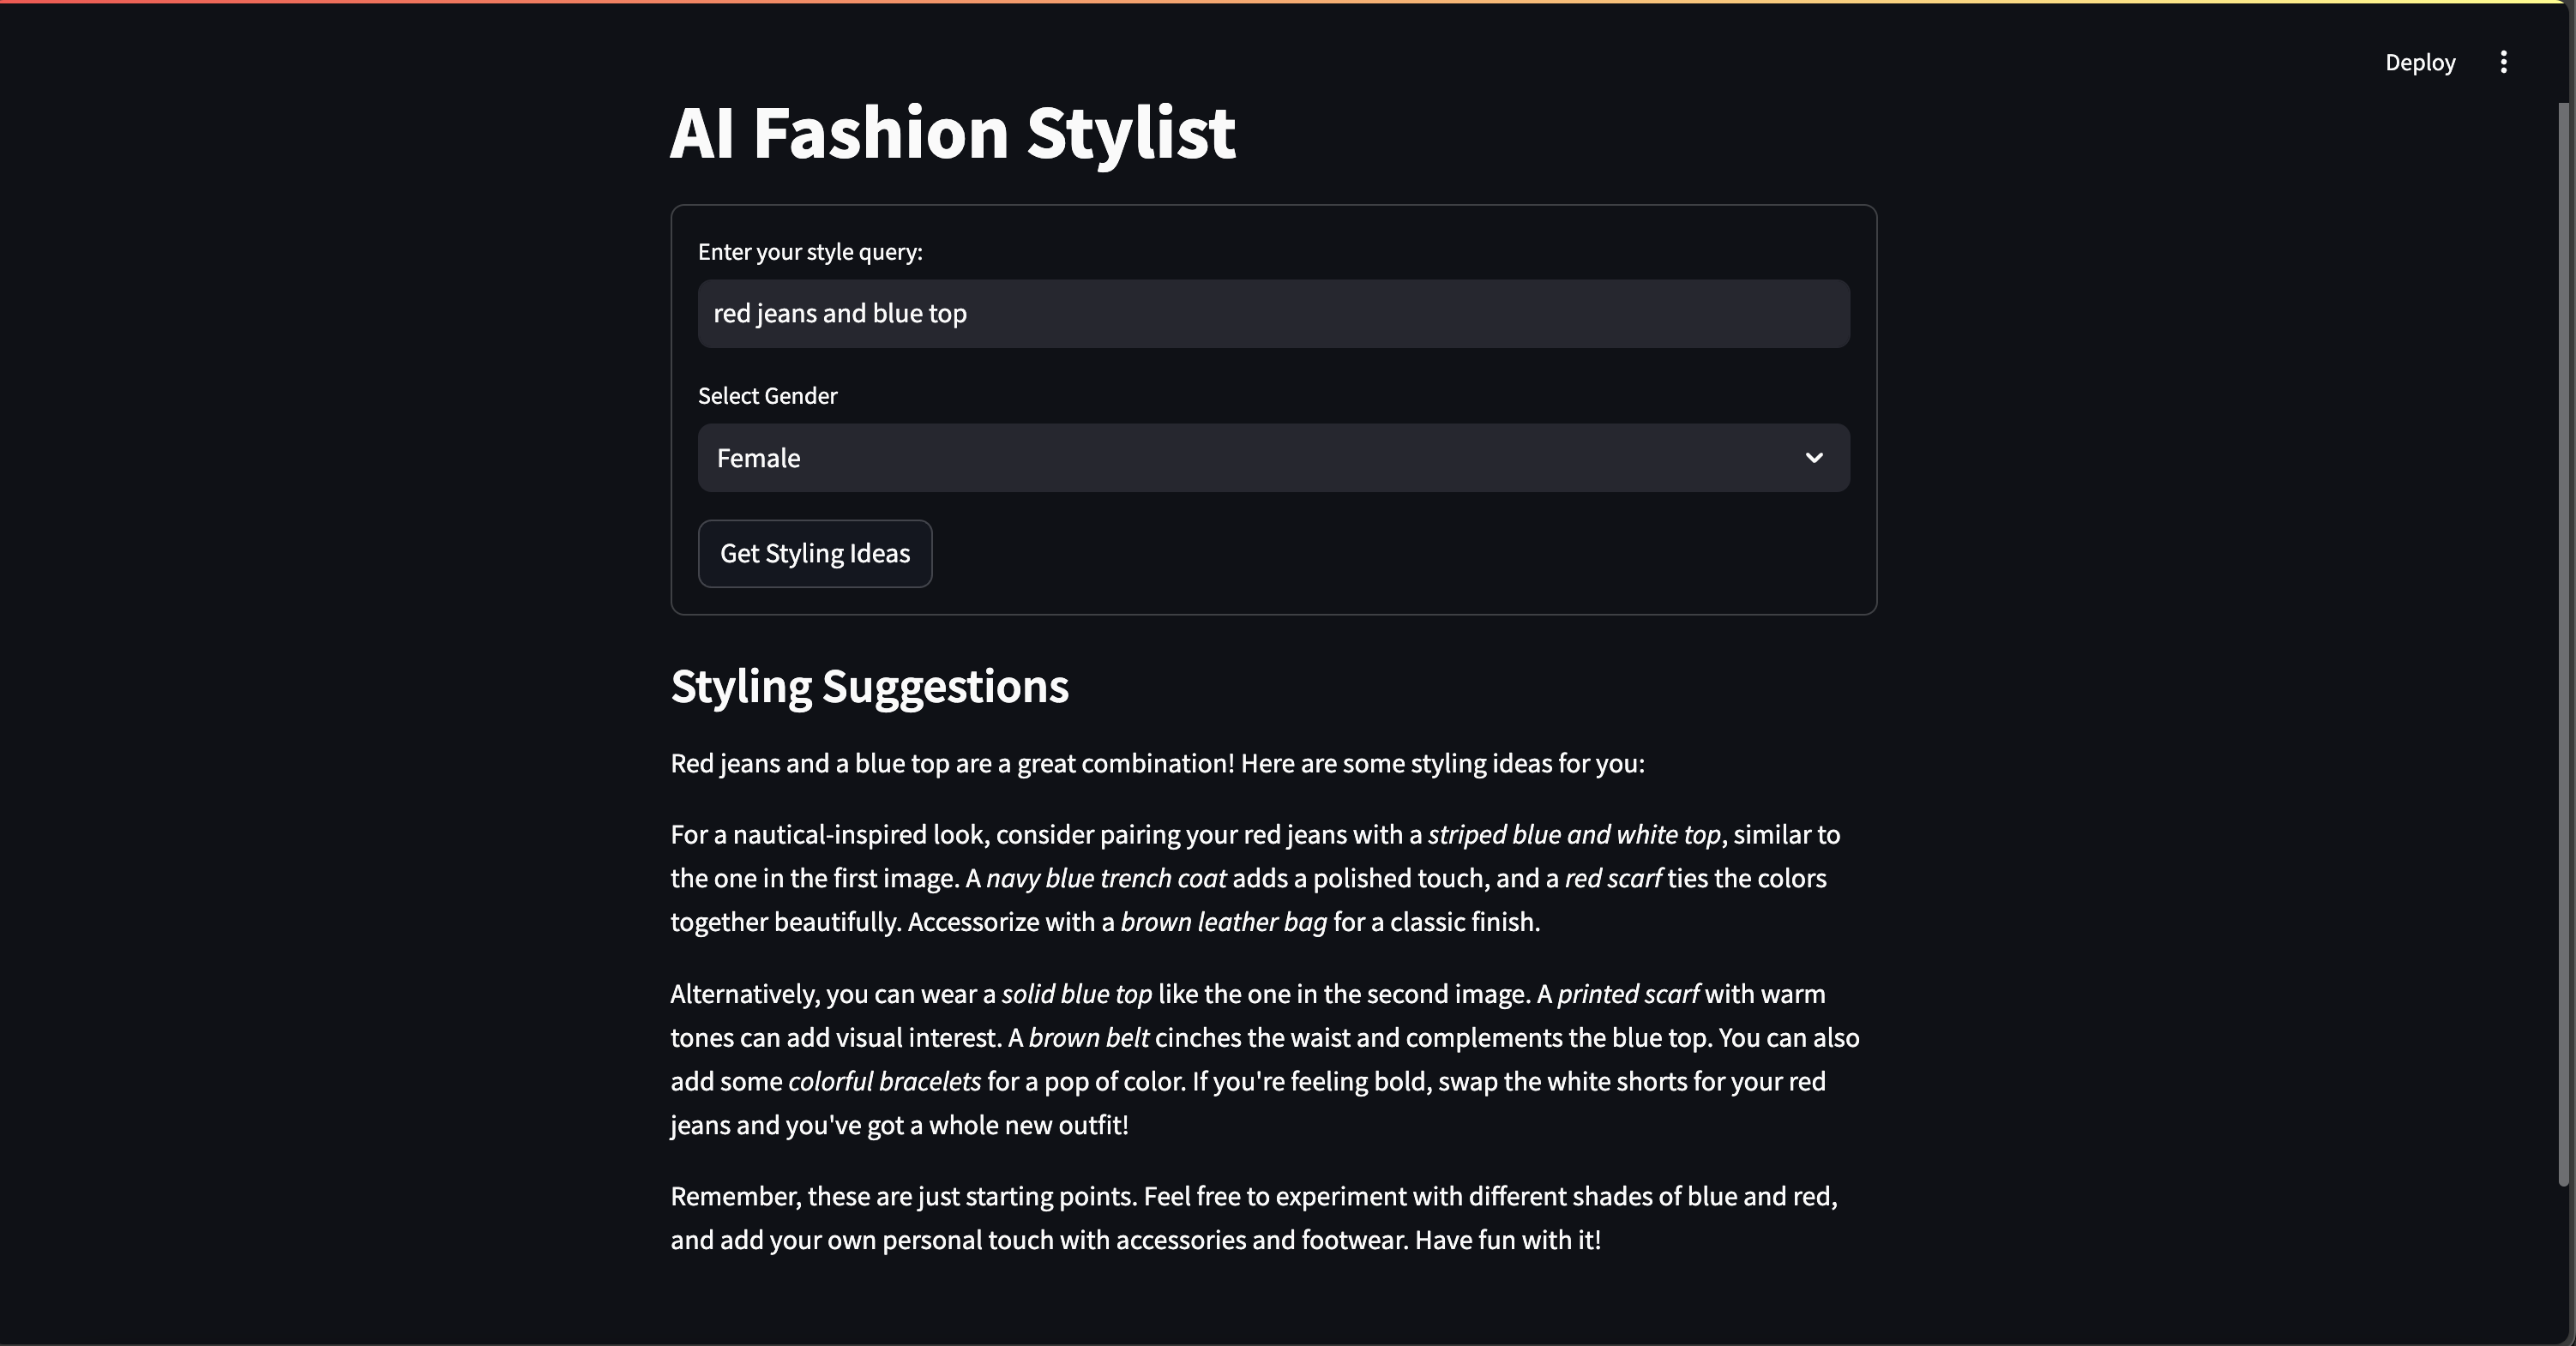 Deploy
AI Fashion Stylist
Enter your style query:
red jeans and blue top
Select Gender
Female
Get Styling Ideas
Styling Suggestions
Red jeans and a blue top are a great combination! Here are some styling ideas for you:
For a nautical-inspired look, consider pairing your red jeans with a striped blue and white top, similar to
the one in the first image. A navy blue trench coat adds a polished touch, and a red scarf ties the colors
together beautifully. Accessorize with a brown leather bag for a classic finish.
Alternatively, you can wear a solid blue top like the one in the second image. A printed scarf with warm
tones can add visual interest. A brown belt cinches the waist and complements the blue top. You can also
add some colorful bracelets for a pop of color. If you're feeling bold, swap the white shorts for your red
jeans and you've got a whole new outfit!
Remember, these are just starting points. Feel free to experiment with different shades of blue and red,
and add your own personal touch with accessories and footwear. Have fun with it!